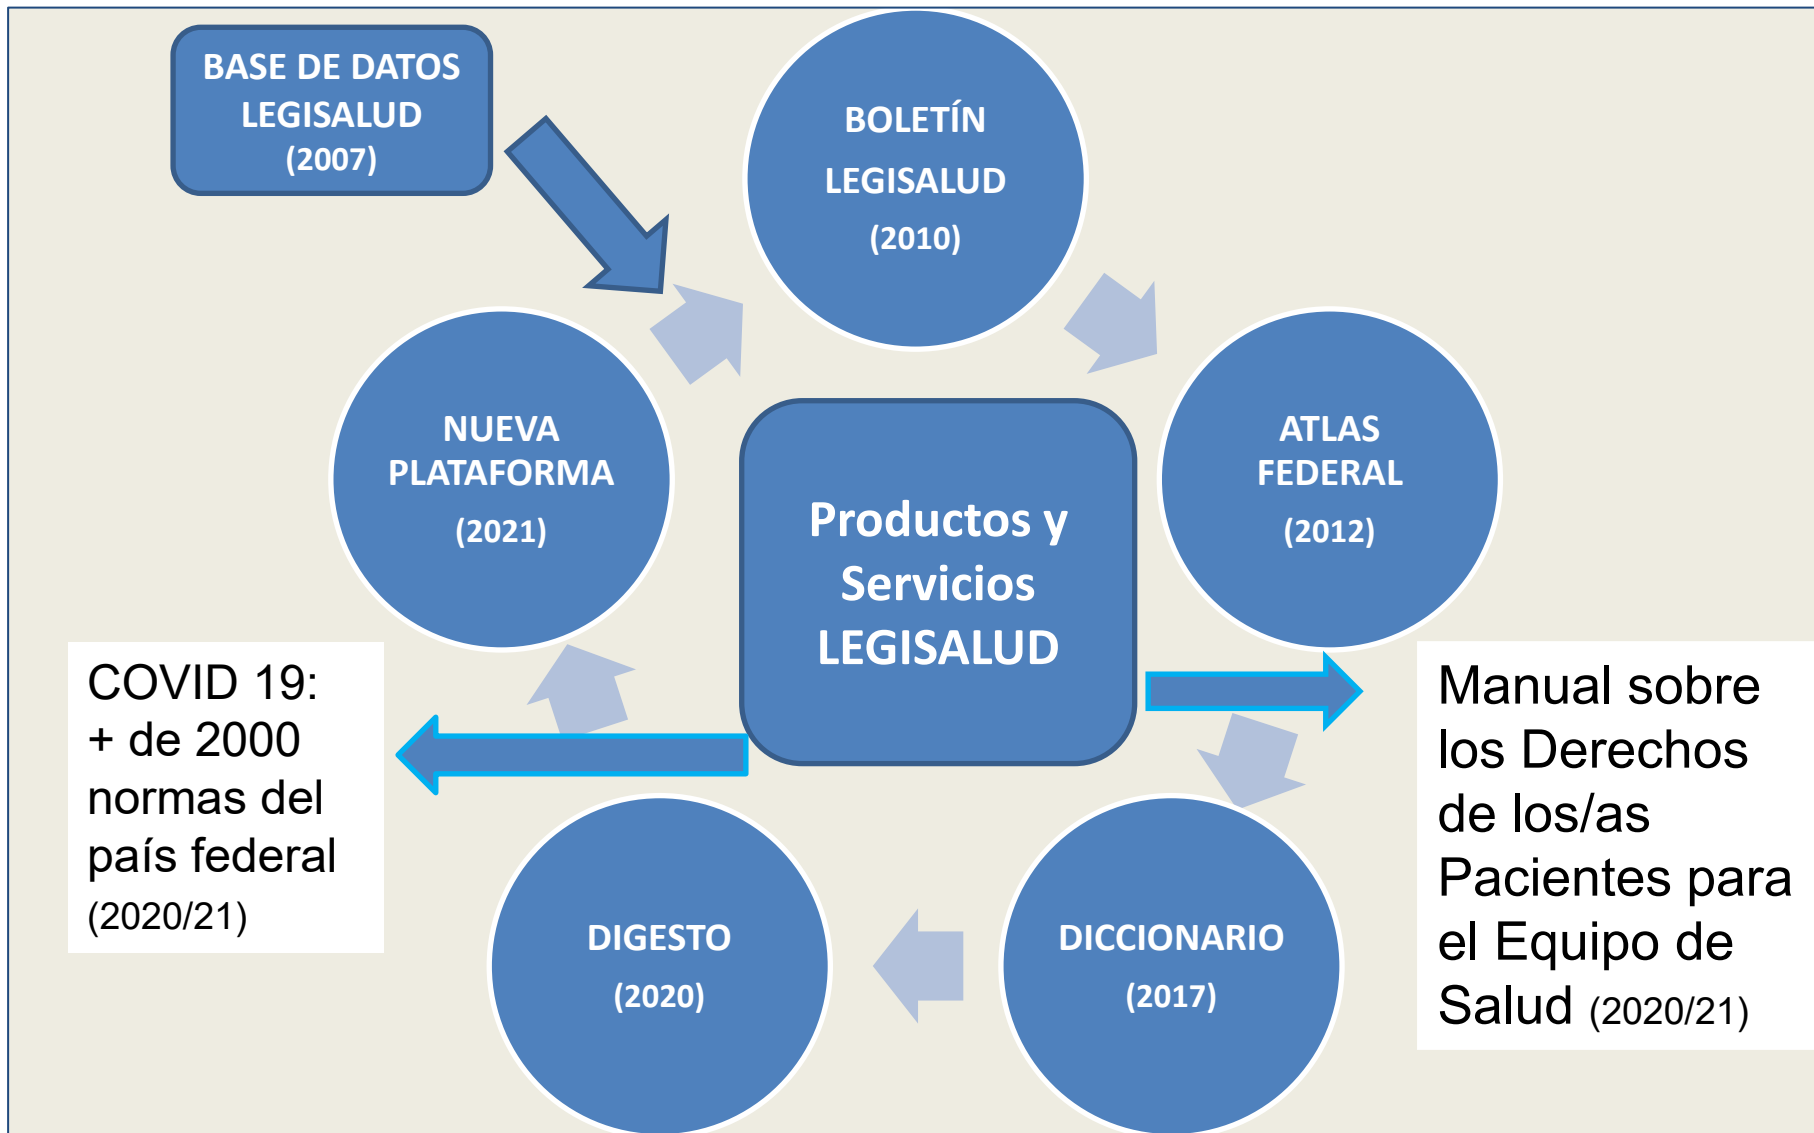 BASE DE DATOS
LEGISALUD
(2007)
BOLETÍN
LEGISALUD
(2010)
NUEVA
PLATAFORMA
(2021)
ATLAS
FEDERAL
(2012)
Productos y
Servicios
LEGISALUD
COVID 19:
+ de 2000
normas del
país federal
(2020/21)
Manual sobre
los Derechos
de los/as
Pacientes para
el Equipo de
Salud (2020/21)
DIGESTO
(2020)
DICCIONARIO
(2017)